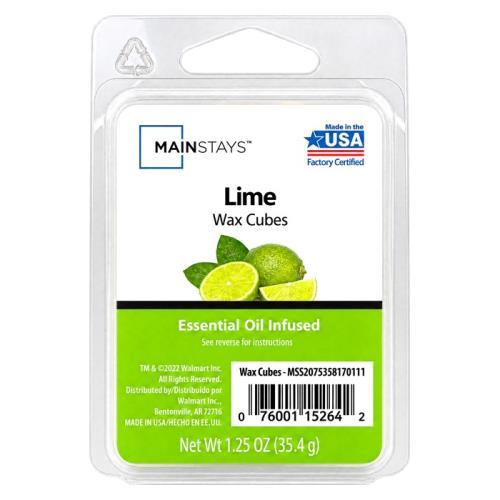 MAINSTAYS™
Made in the
USA
Factory Certified
Lime
Wax Cubes
Essential Oil Infused
See reverse for instructions
TM & ©2022 Walmart Inc.
All Rights Reserved.
Distributed by/Distribuido por
Walmart Inc.,
Bentonville, AR 72716
MADE IN USA/HECHO EN EE.UU.
Wax Cubes - MS52075358170111
0 76001 15264 2
Net Wt 1.25 OZ (35.4 g)